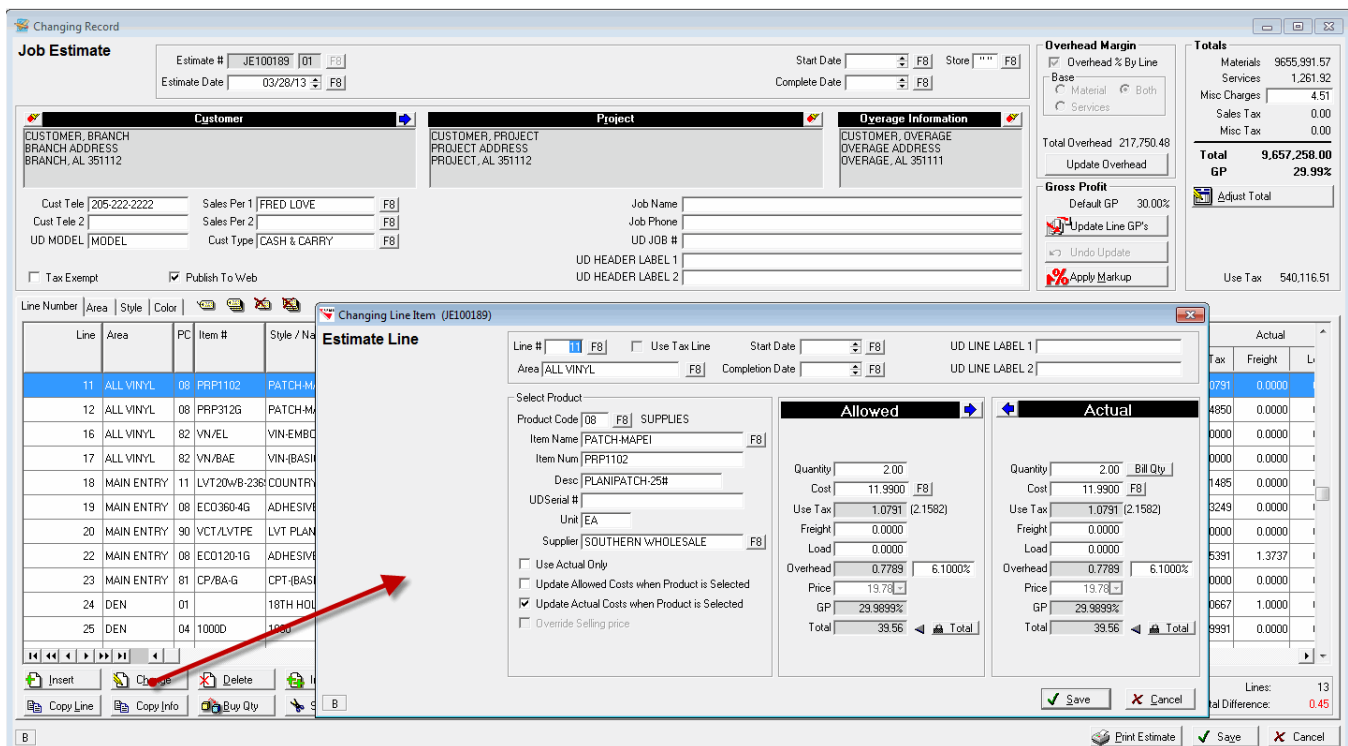 Changing Record
Job Estimate
Estimate # JE100189 01 F8
Estimate Date 03/28/13 F8
Start Date F8 Store "" F8
Complete Date F8
Overhead Margin
Overhead % By Line
Base
Material Both
Services
Total Overhead 217,750.48
Update Overhead
Totals
Materials 9655,991.57
Services 1,261.92
Misc Charges 4.51
Sales Tax 0.00
Misc Tax 0.00
Total 9,657,258.00
GP 29.99%
Adjust Total
Use Tax 540,116.51
Customer
CUSTOMER, BRANCH
BRANCH ADDRESS
BRANCH, AL 351112
Project
CUSTOMER, PROJECT
PROJECT ADDRESS
PROJECT, AL 351112
Overage Information
CUSTOMER, OVERAGE
OVERAGE ADDRESS
OVERAGE, AL 351111
Gross Profit
Default GP 30.00%
Update Line GP's
Undo Update
Apply Markup
Cust Tele 205-222-2222 Sales Per 1 FRED LOVE F8 Job Name
Cust Tele 2 Sales Per 2 F8 Job Phone
UD MODEL MODEL Cust Type CASH & CARRY F8 UD JOB #
UD HEADER LABEL 1
Tax Exempt Publish To Web UD HEADER LABEL 2
Line Number Area Style Color
Line Area PC Item # Style / Na
11 ALL VINYL 08 PRP1102 PATCH-MA
12 ALL VINYL 08 PRP312G PATCH-MA
16 ALL VINYL 82 VN/EL VIN-EMBO
17 ALL VINYL 82 VN/BAE VIN-(BASI
18 MAIN ENTRY 11 LVT20WB-236 COUNTRY
19 MAIN ENTRY 08 ECO360-4G ADHESIVE
20 MAIN ENTRY 90 VCT/LVTPE LVT PLAN
22 MAIN ENTRY 08 ECO120-1G ADHESIVE
23 MAIN ENTRY 81 CP/BA-G CPT-(BASI
24 DEN 01 18TH HOL
25 DEN 04 1000D
Actual
Tax Freight
0791 0.0000
4850 0.0000
0000 0.0000
0000 0.0000
1485 0.0000
3249 0.0000
0000 0.0000
5391 1.3737
0000 0.0000
0667 1.0000
9991 0.0000
Changing Line Item (JE100189)
Estimate Line
Line # 11 F8 Use Tax Line Start Date F8 UD LINE LABEL 1
Area ALL VINYL F8 Completion Date F8 UD LINE LABEL 2
Select Product
Product Code 08 F8 SUPPLIES
Item Name PATCH-MAPEI F8
Item Num PRP1102
Desc PLANIPATCH-25#
UDSerial #
Unit EA
Supplier SOUTHERN WHOLESALE F8
Use Actual Only
Update Allowed Costs when Product is Selected
Update Actual Costs when Product is Selected
Override Selling price
Allowed
Quantity 2.00
Cost 11.9900 F8
Use Tax 1.0791 (2.1582)
Freight 0.0000
Load 0.0000
Overhead 0.7789 6.1000%
Price 19.78
GP 29.9899%
Total 39.56 Total
Actual
Quantity 2.00 Bill Qty
Cost 11.9900 F8
Use Tax 1.0791 (2.1582)
Freight 0.0000
Load 0.0000
Overhead 0.7789 6.1000%
Price 19.78
GP 29.9899%
Total 39.56 Total
B Save Cancel
Insert Change Delete
Copy Line Copy Info Buy Qty
Lines: 13
tal Difference: 0.45
B Print Estimate Save Cancel